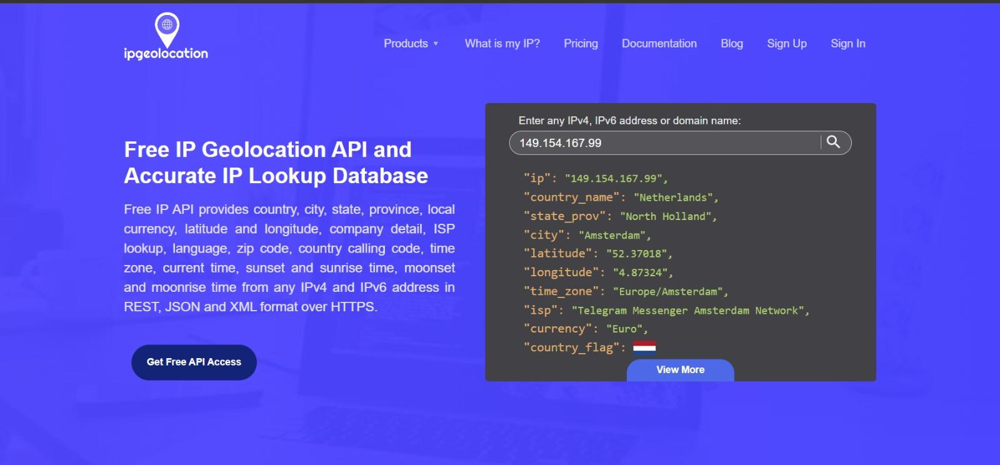 ipgeolocation
Products ▾
What is my IP?
Pricing
Documentation
Blog
Sign Up
Sign In
Free IP Geolocation API and
Accurate IP Lookup Database
Free IP API provides country, city, state, province, local
currency, latitude and longitude, company detail, ISP
lookup, language, zip code, country calling code, time
zone, current time, sunset and sunrise time, moonset
and moonrise time from any IPv4 and IPv6 address in
REST, JSON and XML format over HTTPS.
Get Free API Access
Enter any IPv4, IPv6 address or domain name:
149.154.167.99
"ip": "149.154.167.99",
"country_name": "Netherlands",
"state_prov": "North Holland",
"city": "Amsterdam",
"latitude": "52.37018",
"longitude": "4.87324",
"time_zone": "Europe/Amsterdam",
"isp": "Telegram Messenger Amsterdam Network",
"currency": "Euro",
"country_flag":
View More